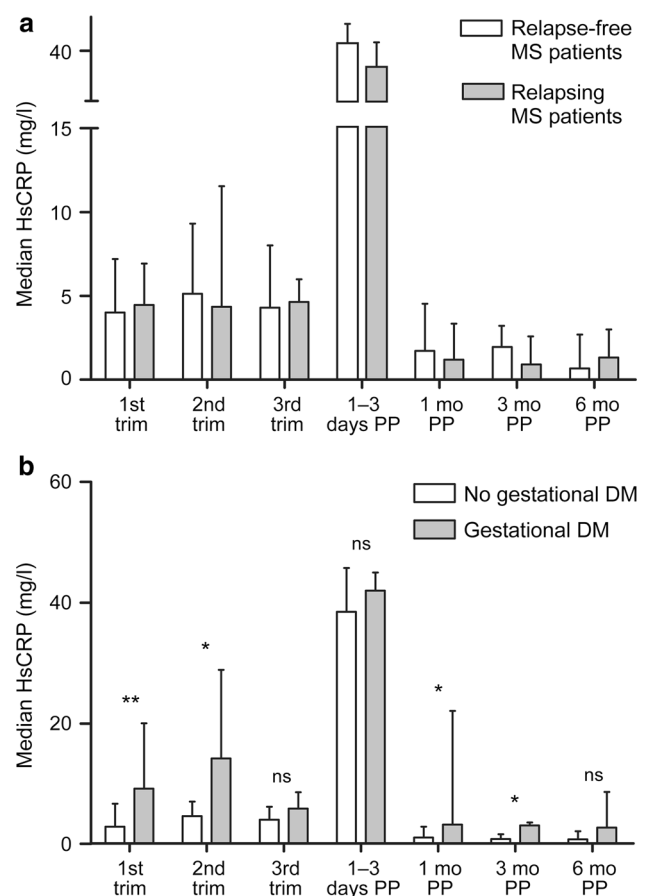 a
Median HsCRP (mg/l)
40
15
10
5
0
Relapse-free
MS patients
Relapsing
MS patients
1st
trim
2nd
trim
3rd
trim
1–3
days PP
1 mo
PP
3 mo
PP
6 mo
PP
b
Median HsCRP (mg/l)
60
40
20
0
No gestational DM
Gestational DM
**
*
ns
ns
*
*
ns
1st
trim
2nd
trim
3rd
trim
1–3
days PP
1 mo
PP
3 mo
PP
6 mo
PP